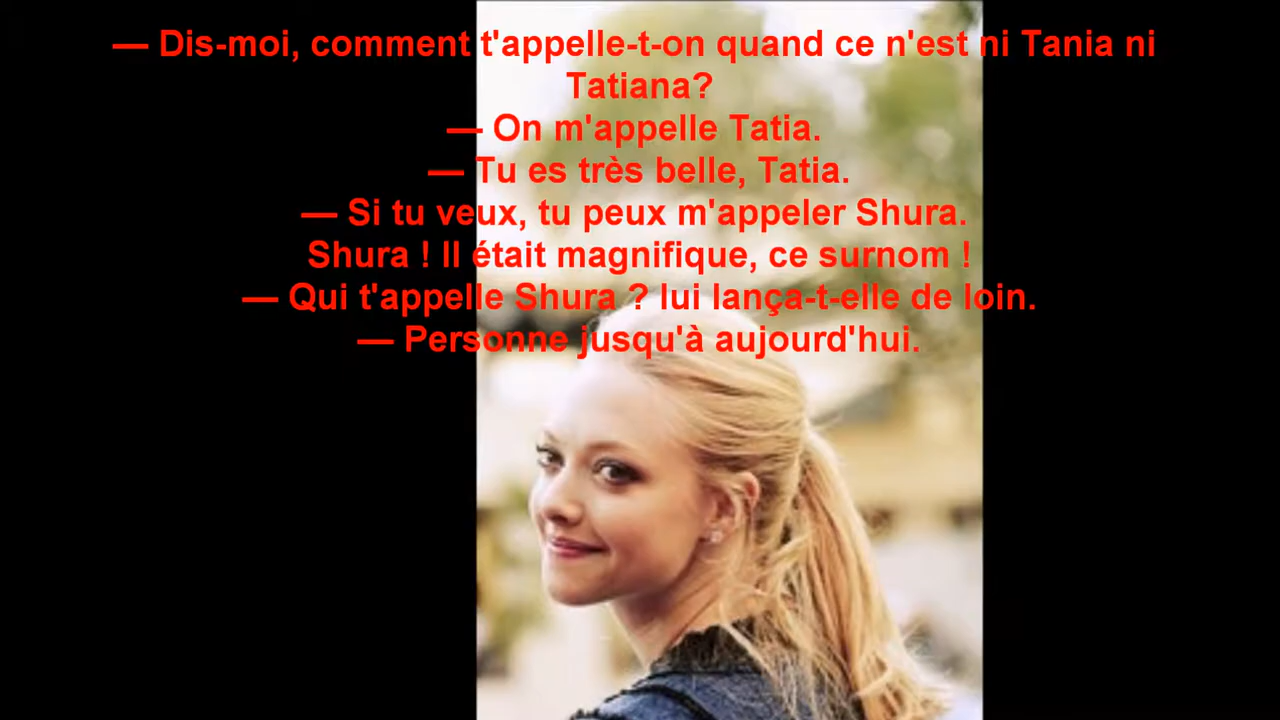 — Dis-moi, comment t'appelle-t-on quand ce n'est ni Tania ni
Tatiana?
— On m'appelle Tatia.
— Tu es très belle, Tatia.
— Si tu veux, tu peux m'appeler Shura.
Shura ! Il était magnifique, ce surnom !
— Qui t'appelle Shura ? lui lança-t-elle de loin.
— Personne jusqu'à aujourd'hui.